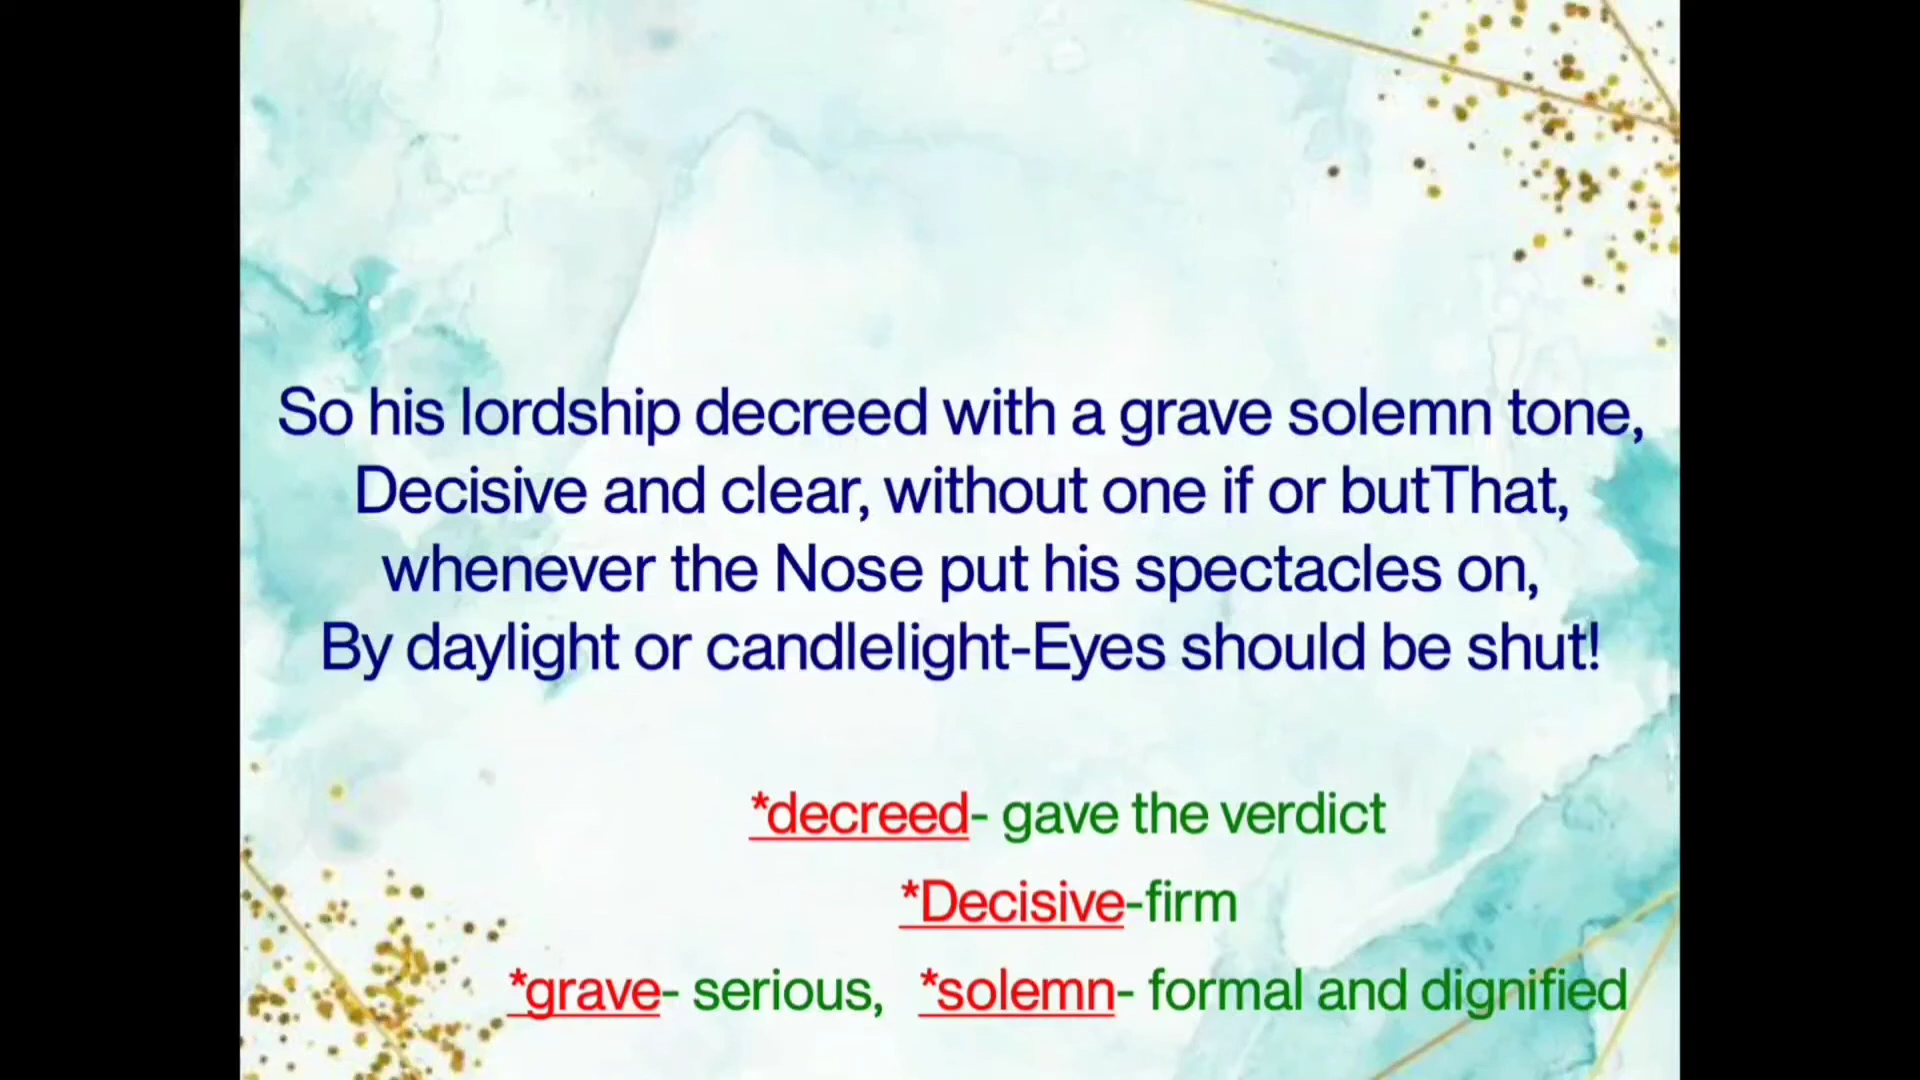 So his lordship decreed with a grave solemn tone,
Decisive and clear, without one if or butThat,
whenever the Nose put his spectacles on,
By daylight or candlelight-Eyes should be shut!
*decreed- gave the verdict
*Decisive-firm
*grave- serious, *solemn- formal and dignified